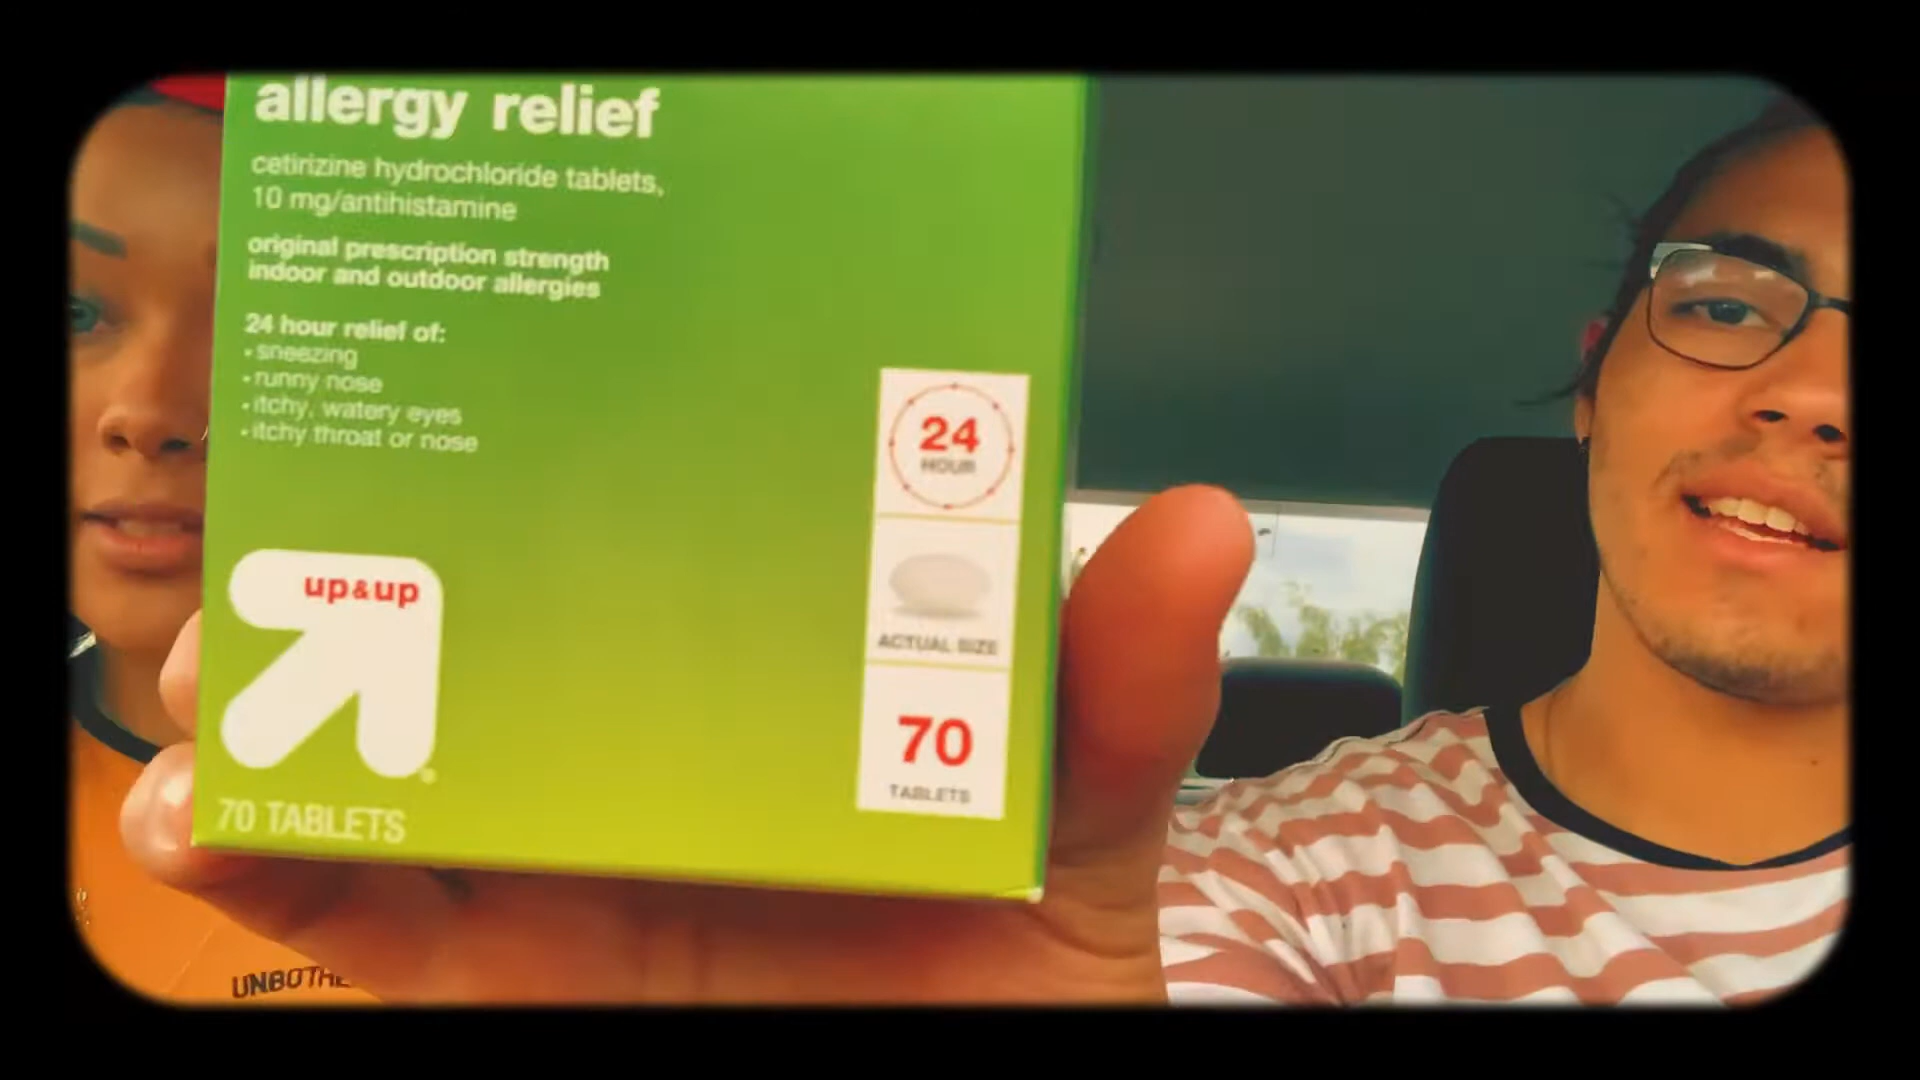 allergy relief
cetirizine hydrochloride tablets,
10 mg/antihistamine
original prescription strength
indoor and outdoor allergies
24 hour relief of:
• sneezing
• runny nose
• itchy, watery eyes
• itchy throat or nose
24
HOUR
ACTUAL SIZE
70
TABLETS
up&up
70 TABLETS
UNBOTHE